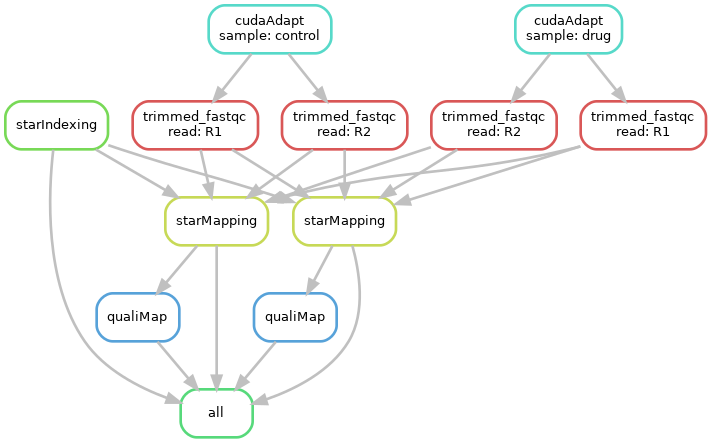 cudaAdapt
sample: control
cudaAdapt
sample: drug
starIndexing
trimmed_fastqc
read: R1
trimmed_fastqc
read: R2
trimmed_fastqc
read: R2
trimmed_fastqc
read: R1
starMapping
starMapping
qualiMap
qualiMap
all